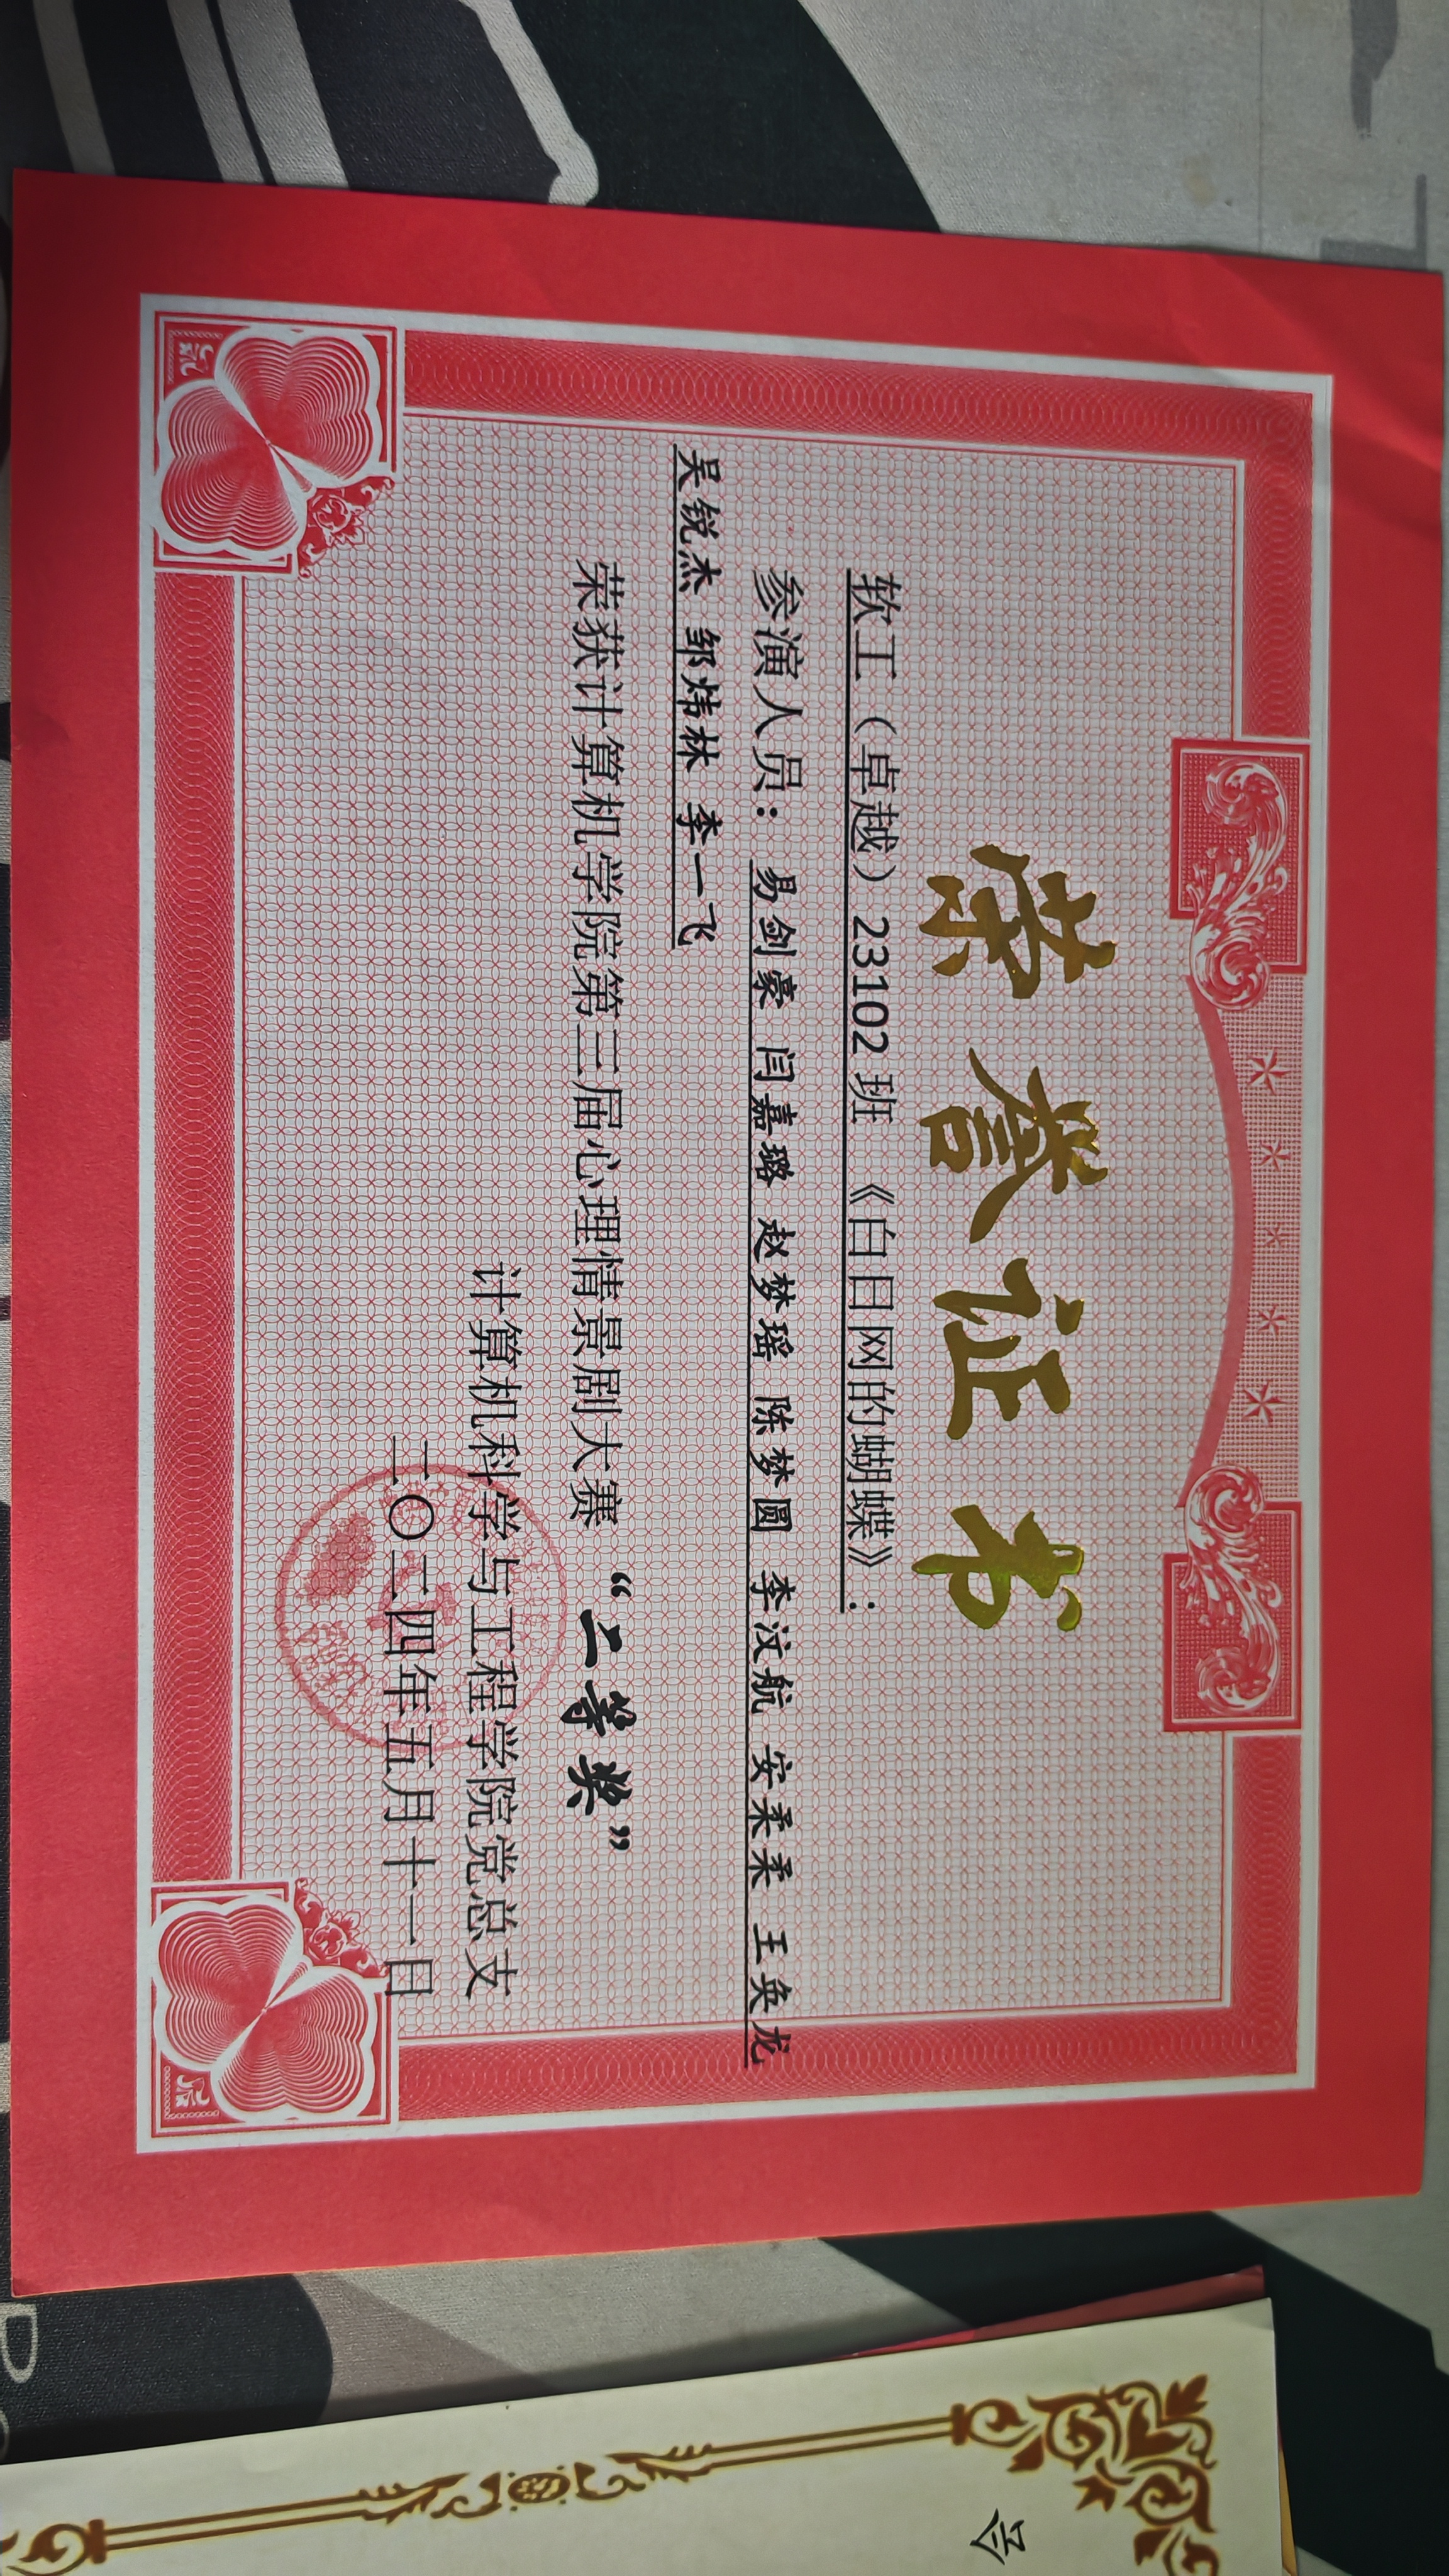 荣誉证书
软工（卓越）23102班 《白日网的蝴蝶》：
参演人员：易剑豪 闫嘉璐 赵梦瑶 陈梦圆 李汶航 安柔柔 王奂龙
吴锐杰 邹炜林 李一飞
荣获计算机学院第三届心理情景剧大赛 “二等奖”
计算机科学与工程学院党总支
二〇二四年五月十一日
会